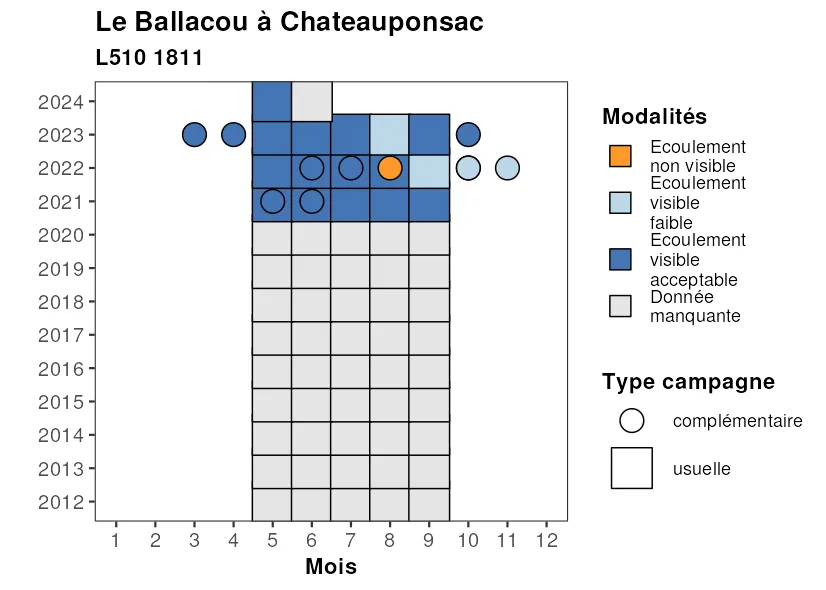 Le Ballacou à Chateauponsac
L510 1811
2024
2023
2022
2021
2020
2019
2018
2017
2016
2015
2014
2013
2012
1 2 3 4 5 6 7 8 9 10 11 12
Mois
Modalités
Ecoulement
non visible
Ecoulement
visible
faible
Ecoulement
visible
acceptable
Donnée
manquante
Type campagne
complémentaire
usuelle